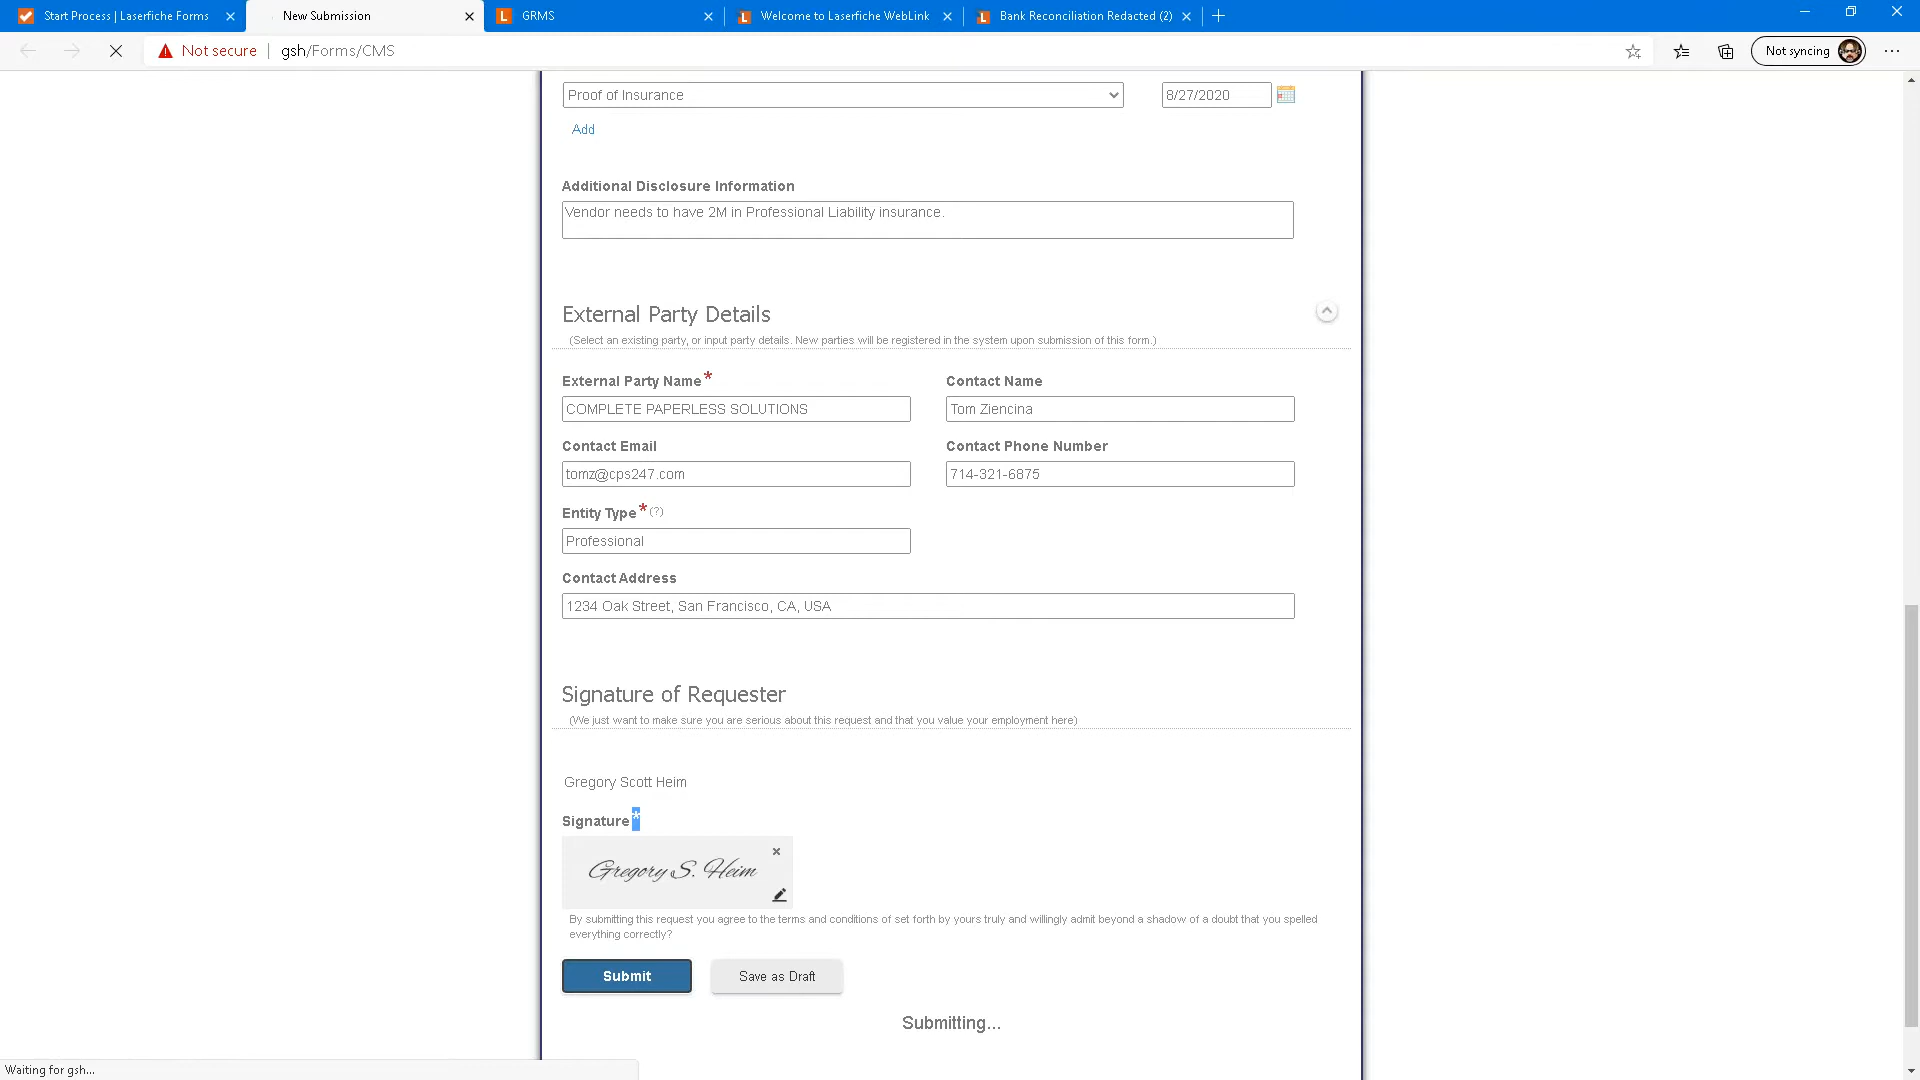 Start Process | Laserfiche Forms
New Submission
GRMS
Welcome to Laserfiche WebLink
Bank Reconciliation Redacted (2)
Not secure
gsh/Forms/CMS
Not syncing
Proof of Insurance
8/27/2020
Add
Additional Disclosure Information
Vendor needs to have 2M in Professional Liability insurance.
External Party Details
(Select an existing party, or input party details. New parties will be registered in the system upon submission of this form.)
External Party Name*
Contact Name
COMPLETE PAPERLESS SOLUTIONS
Tom Ziencina
Contact Email
Contact Phone Number
tomz@cps247.com
714-321-6875
Entity Type* (?)
Professional
Contact Address
1234 Oak Street, San Francisco, CA, USA
Signature of Requester
(We just want to make sure you are serious about this request and that you value your employment here)
Gregory Scott Heim
Signature*
Gregory S. Heim
By submitting this request you agree to the terms and conditions of set forth by yours truly and willingly admit beyond a shadow of a doubt that you spelled
everything correctly?
Submit
Save as Draft
Submitting...
Waiting for gsh...